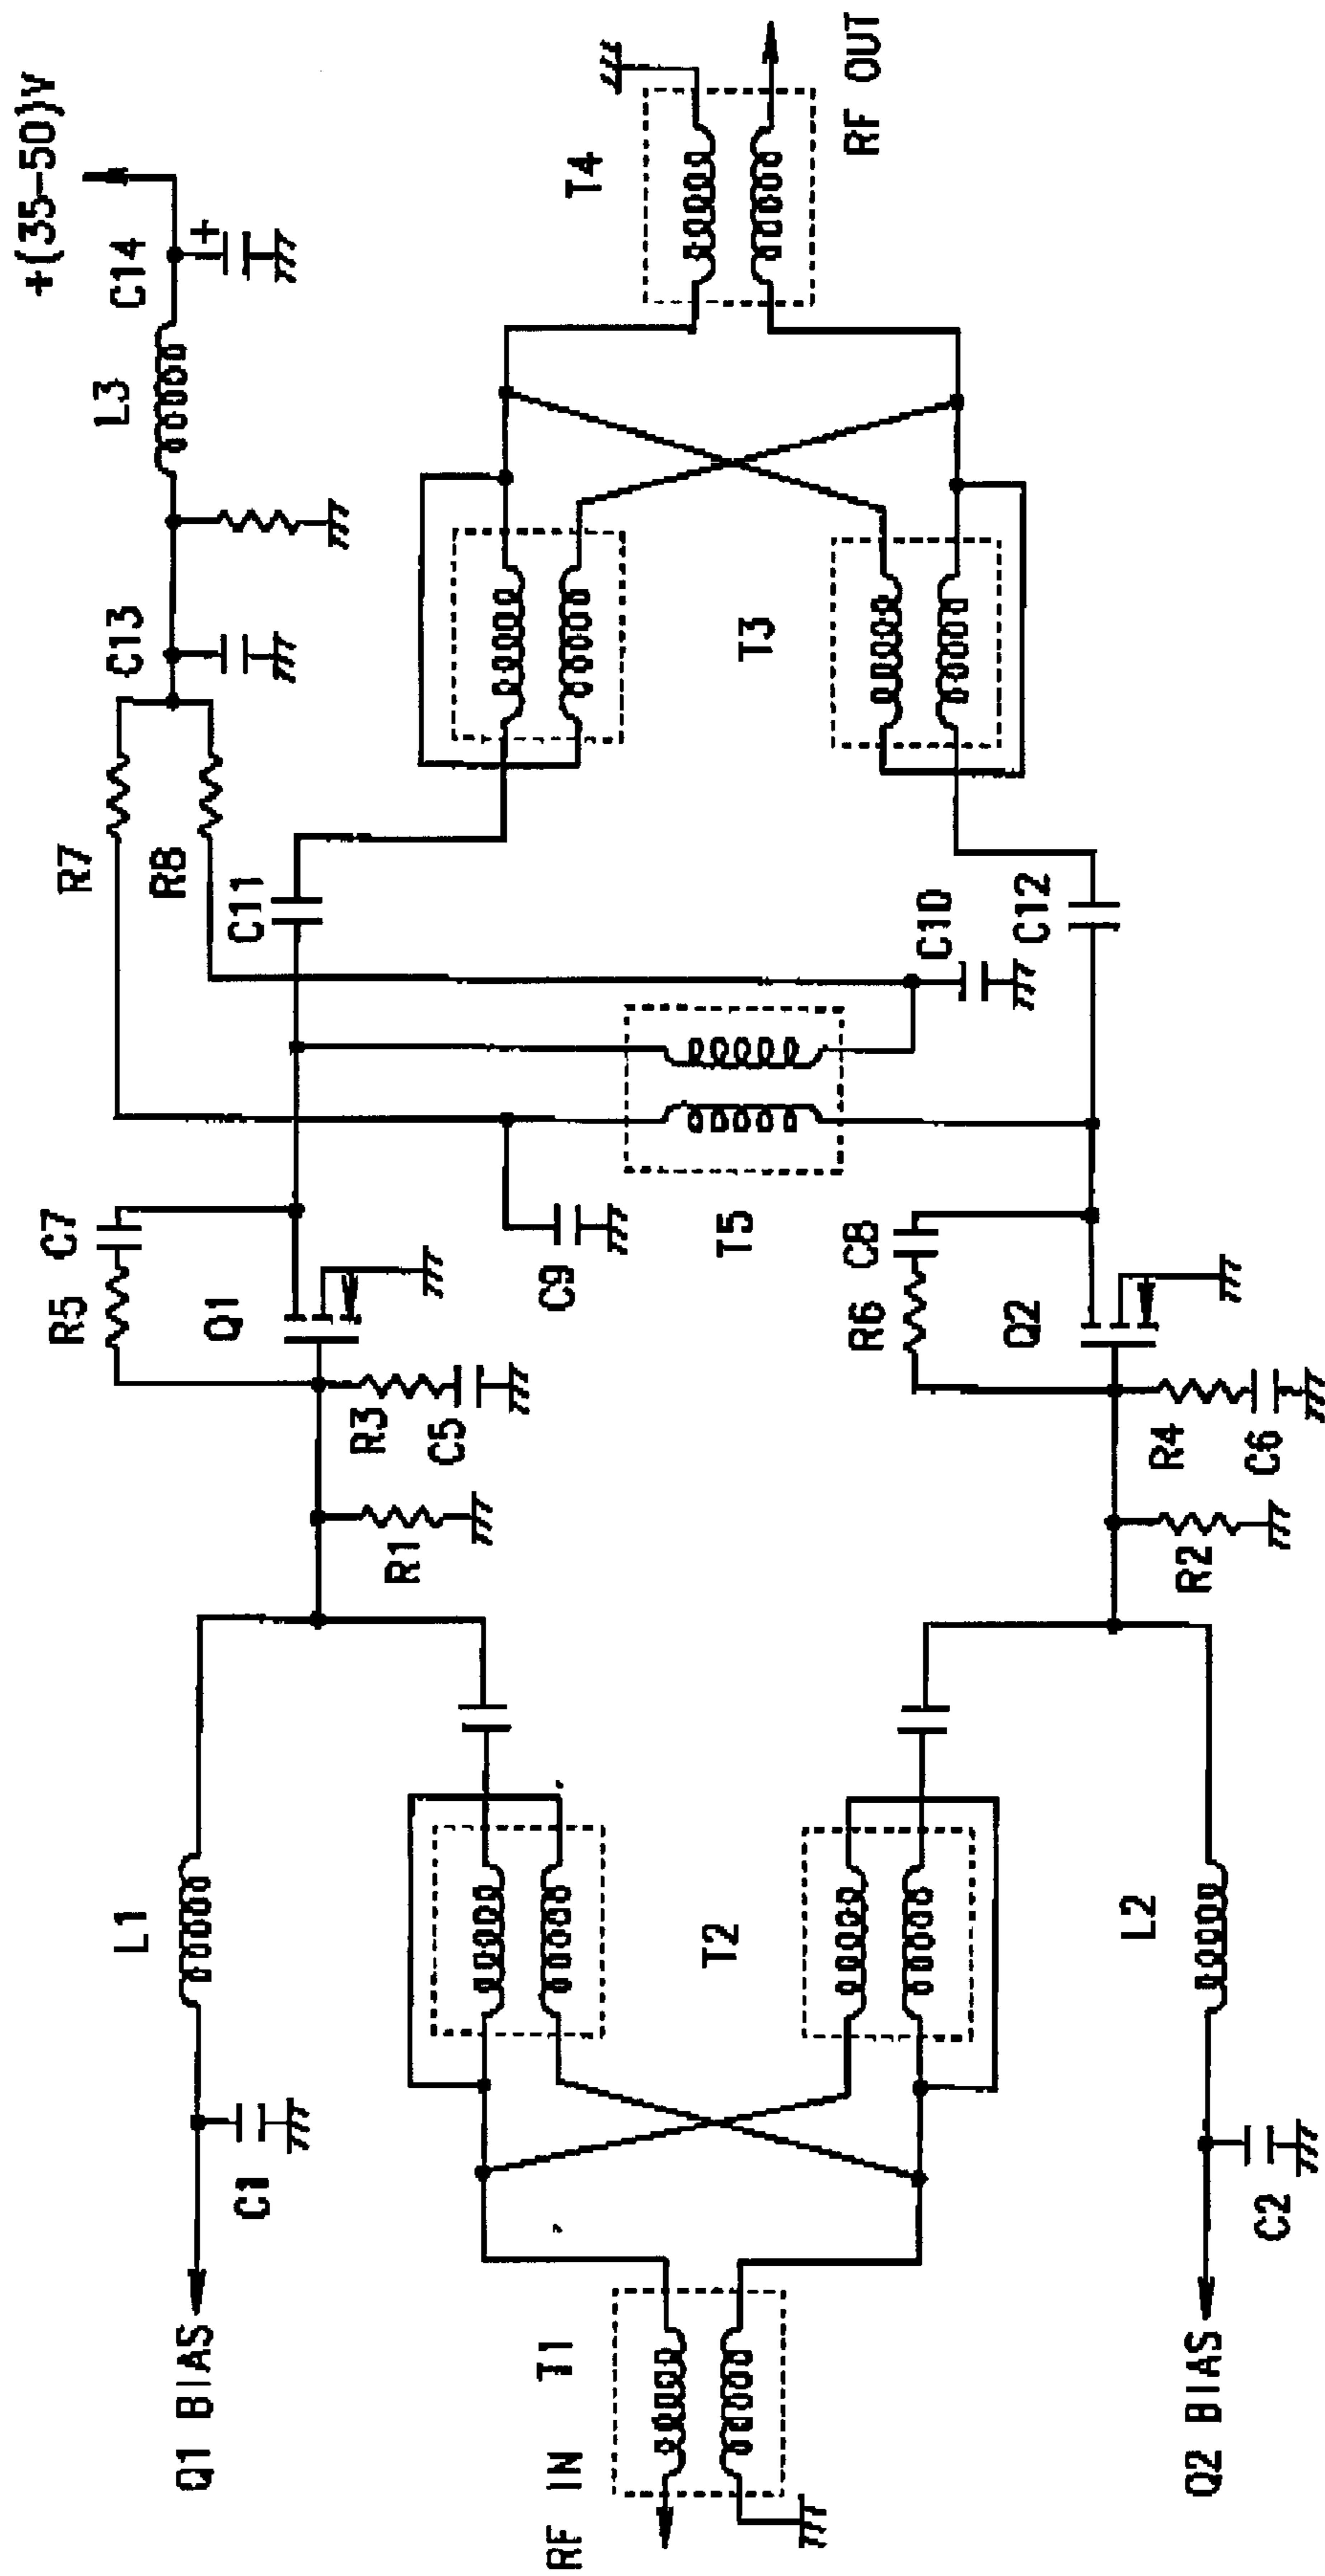 +(35-50)V
C14
L3
C13
R7
R8
C11
C10
C12
T4
RF OUT
T3
T5
C9
C7
R5
Q1
R3
C5
R1
C8
R6
Q2
R4
C6
R2
L1
C1
Q1 BIAS
T2
T1
RF IN
L2
C2
Q2 BIAS